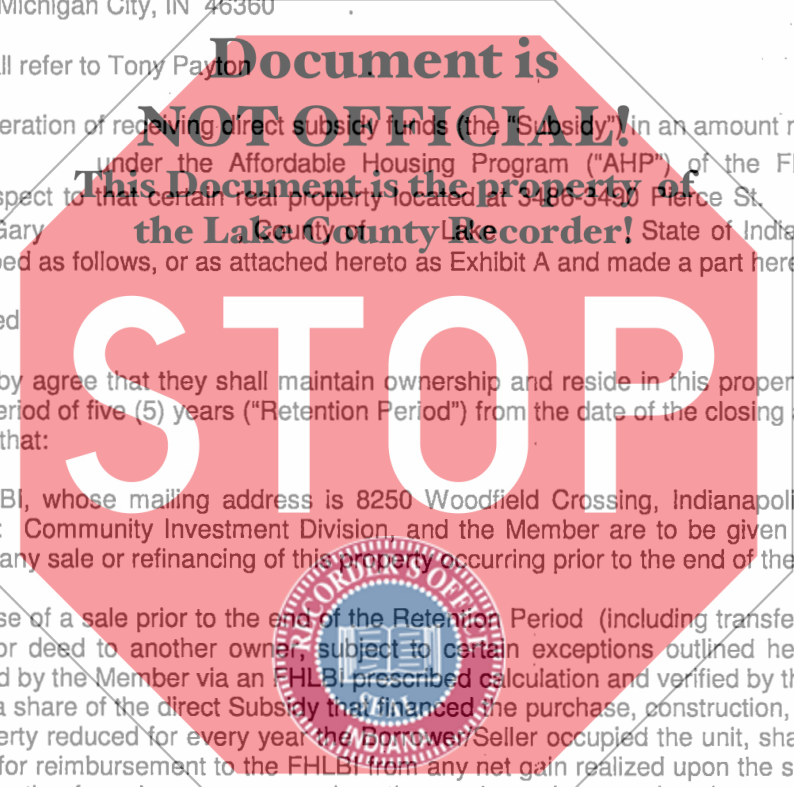 Michigan City, IN 46360
ll refer to Tony Payton
Document is
NOT OFFICIAL!
eration of receiving direct subsidy funds (the "Subsidy") in an amount
under the Affordable Housing Program ("AHP") of the
This Document is the property of
spect to that certain real property located at 3486-3490 Pierce St.
the Lake County Recorder!
Gary , County of Lake State of India
bed as follows, or as attached hereto as Exhibit A and made a part here
ed
STOP
by agree that they shall maintain ownership and reside in this proper
eriod of five (5) years ("Retention Period") from the date of the closing
that:
BI, whose mailing address is 8250 Woodfield Crossing, Indianapoli
: Community Investment Division, and the Member are to be given
any sale or refinancing of this property occurring prior to the end of the
se of a sale prior to the end of the Retention Period (including transfe
or deed to another owner, subject to certain exceptions outlined he
d by the Member via an FHLBI prescribed calculation and verified by th
a share of the direct Subsidy that financed the purchase, construction,
erty reduced for every year the Borrower/Seller occupied the unit, sha
for reimbursement to the FHLBI from any net gain realized upon the s
RECORDER'S OFFICE
SEAL
INDIANA